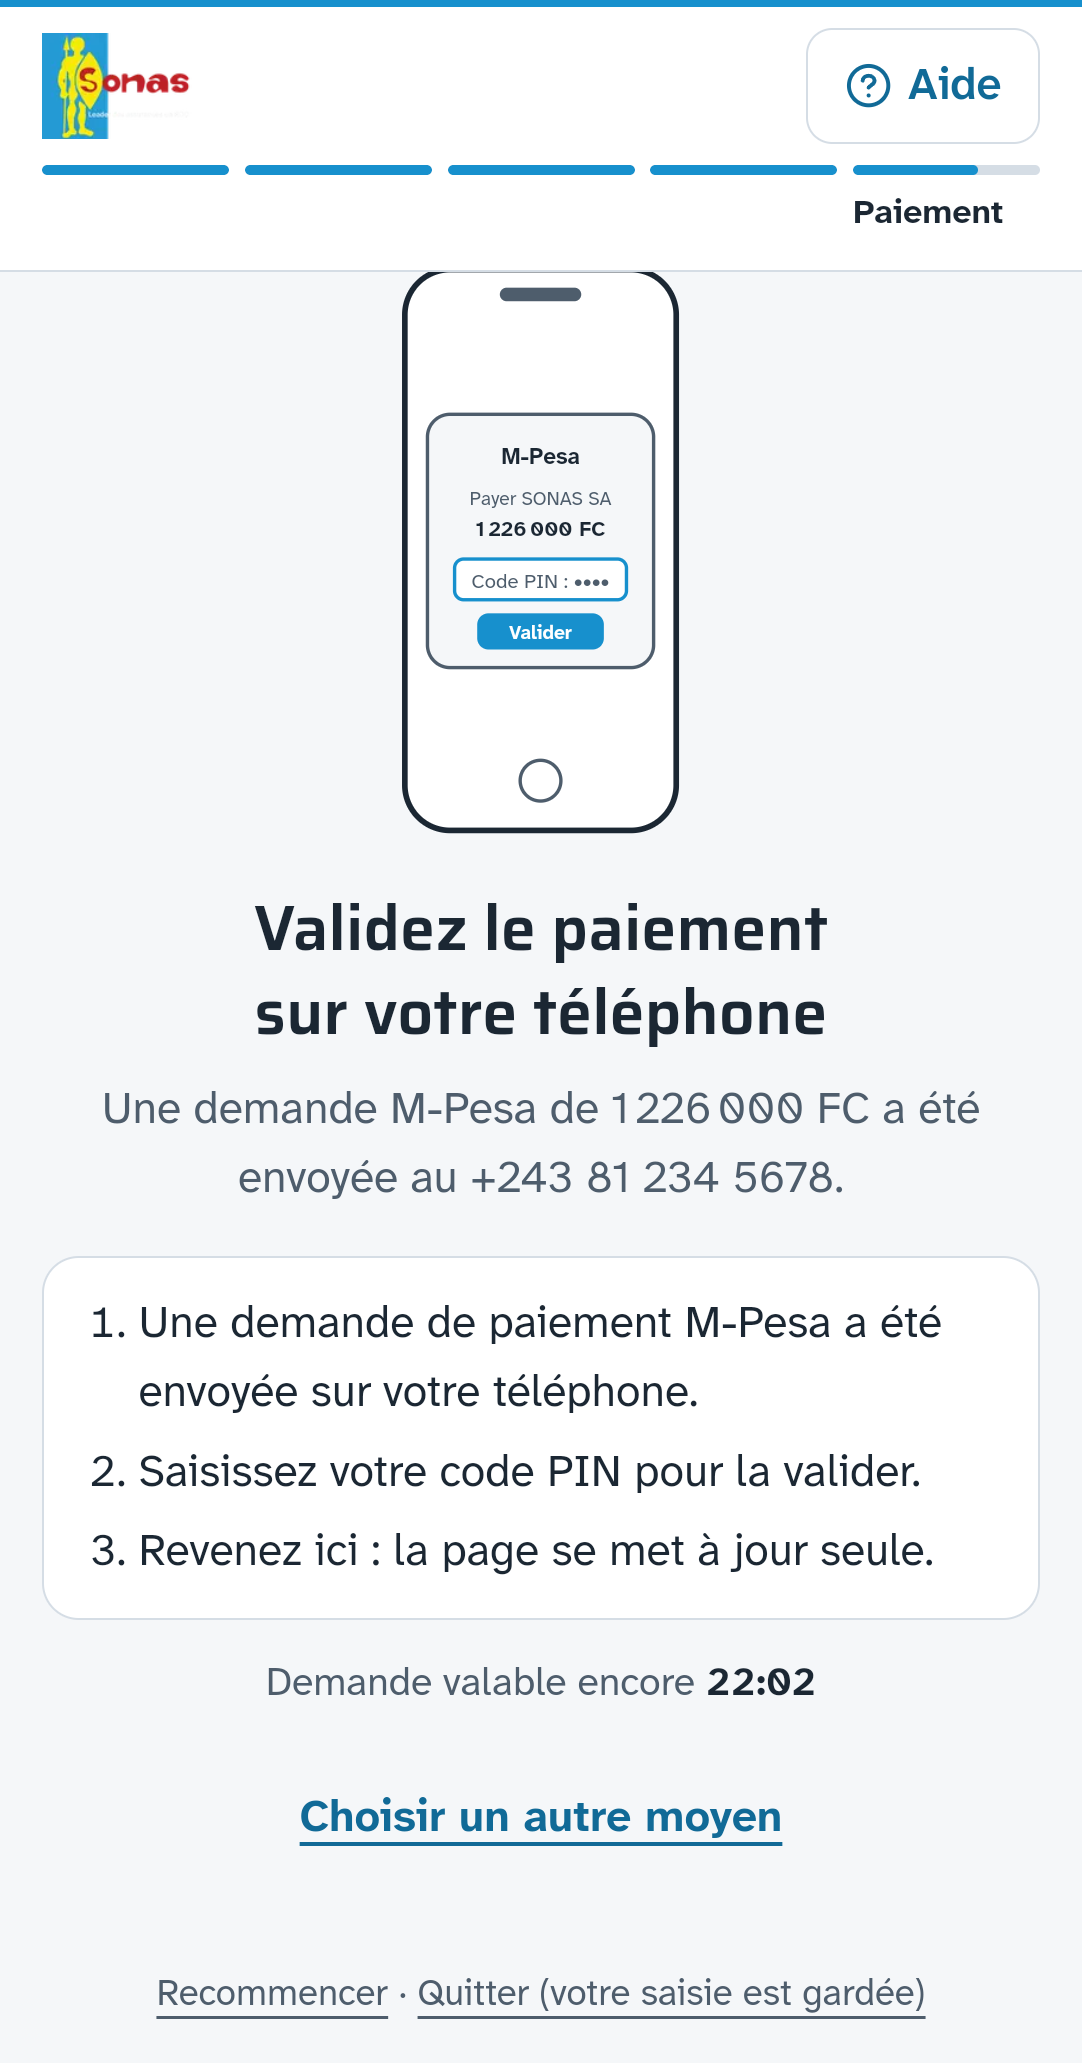 Sonas
Aide
Paiement
M-Pesa
Payer SONAS SA
1 226 000 FC
Code PIN : ••••
Valider
Validez le paiement
sur votre téléphone
Une demande M-Pesa de 1 226 000 FC a été
envoyée au +243 81 234 5678.
1. Une demande de paiement M-Pesa a été
envoyée sur votre téléphone.
2. Saisissez votre code PIN pour la valider.
3. Revenez ici : la page se met à jour seule.
Demande valable encore 22:02
Choisir un autre moyen
Recommencer · Quitter (votre saisie est gardée)